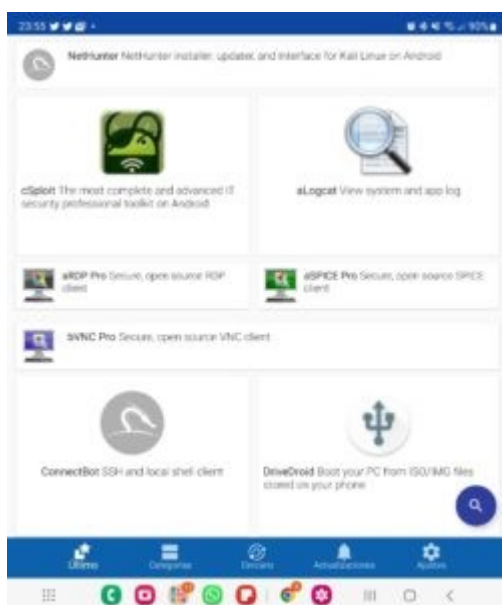 23:55
90%
NetHunter NetHunter installer, updater, and interface for Kali Linux on Android
cSploit The most complete and advanced IT
security professional toolkit on Android
aLogcat View system and app log
aRDP Pro Secure, open source RDP
client
aSPICE Pro Secure, open source SPICE
client
bVNC Pro Secure, open source VNC client
ConnectBot SSH and local shell client
DriveDroid Boot your PC from ISO/IMG files
stored on your phone
Último
Categorías
Cercano
Actualizaciones
Ajustes